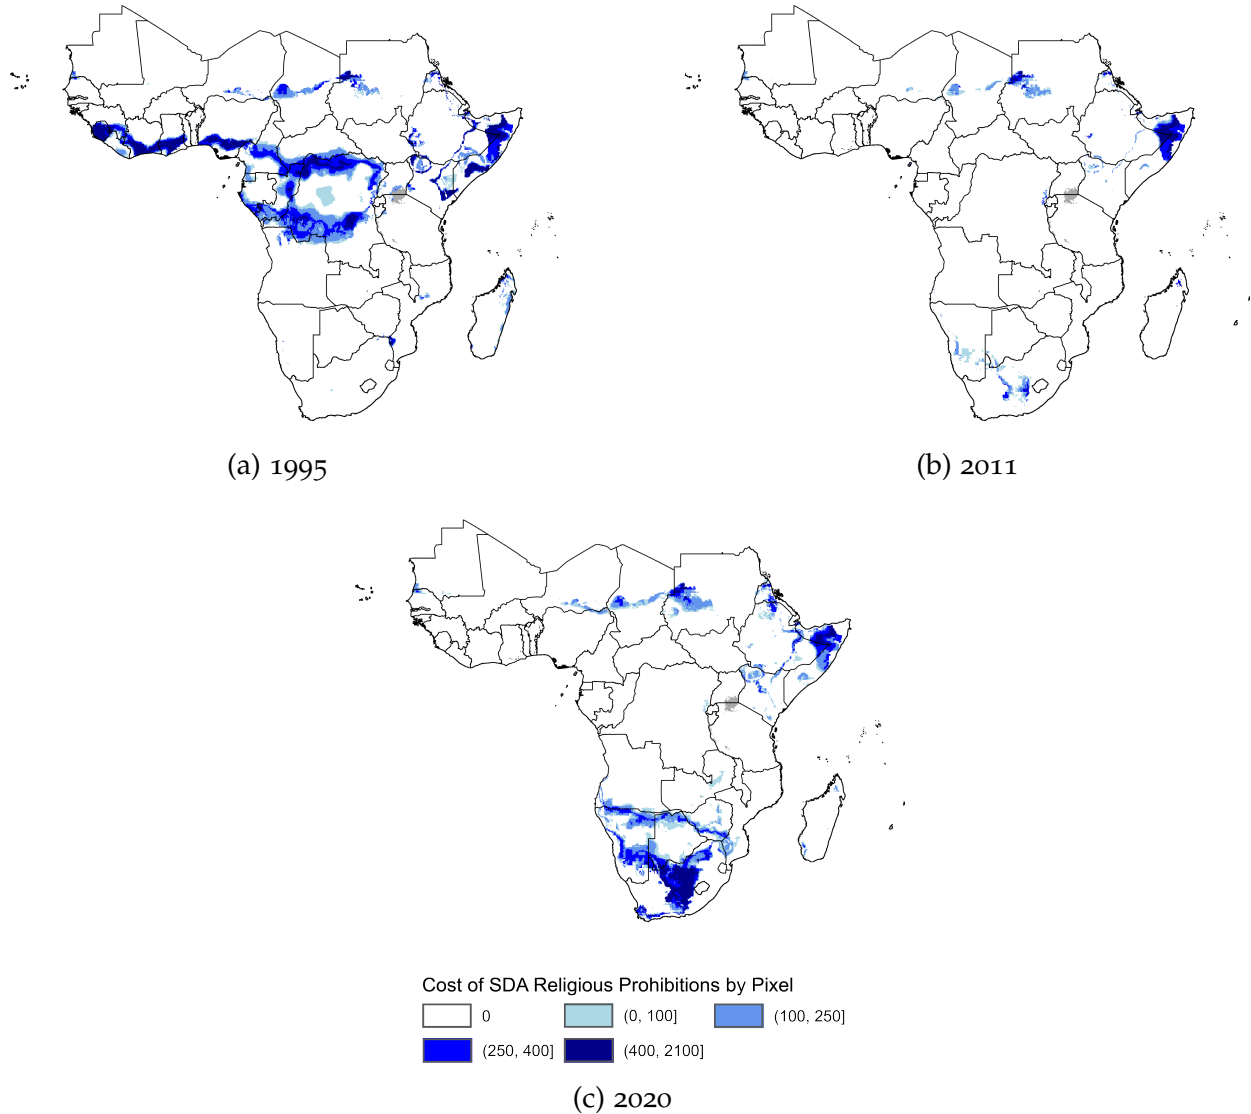 (a) 1995
(b) 2011
Cost of SDA Religious Prohibitions by Pixel
0
(0, 100]
(100, 250]
(250, 400]
(400, 2100]
(c) 2020